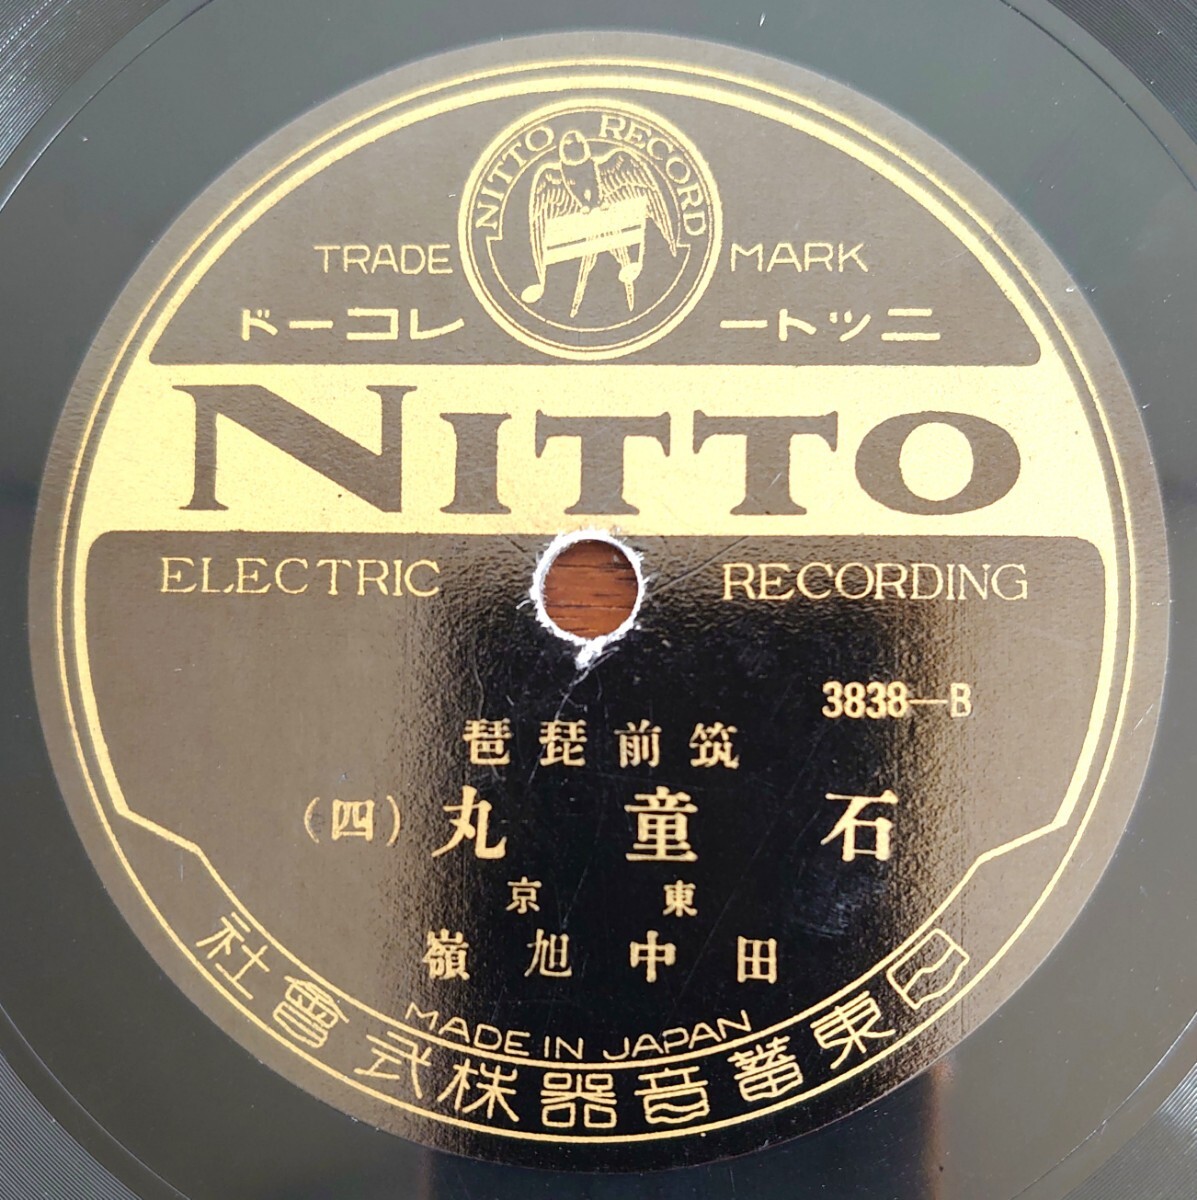 NITTO RECORD
TRADE MARK
ニットーレコード
NITTO
ELECTRIC RECORDING
3838-B
筑前琵琶
石童丸(四)
東京
田中旭嶺
MADE IN JAPAN
日東蓄音器株式會社